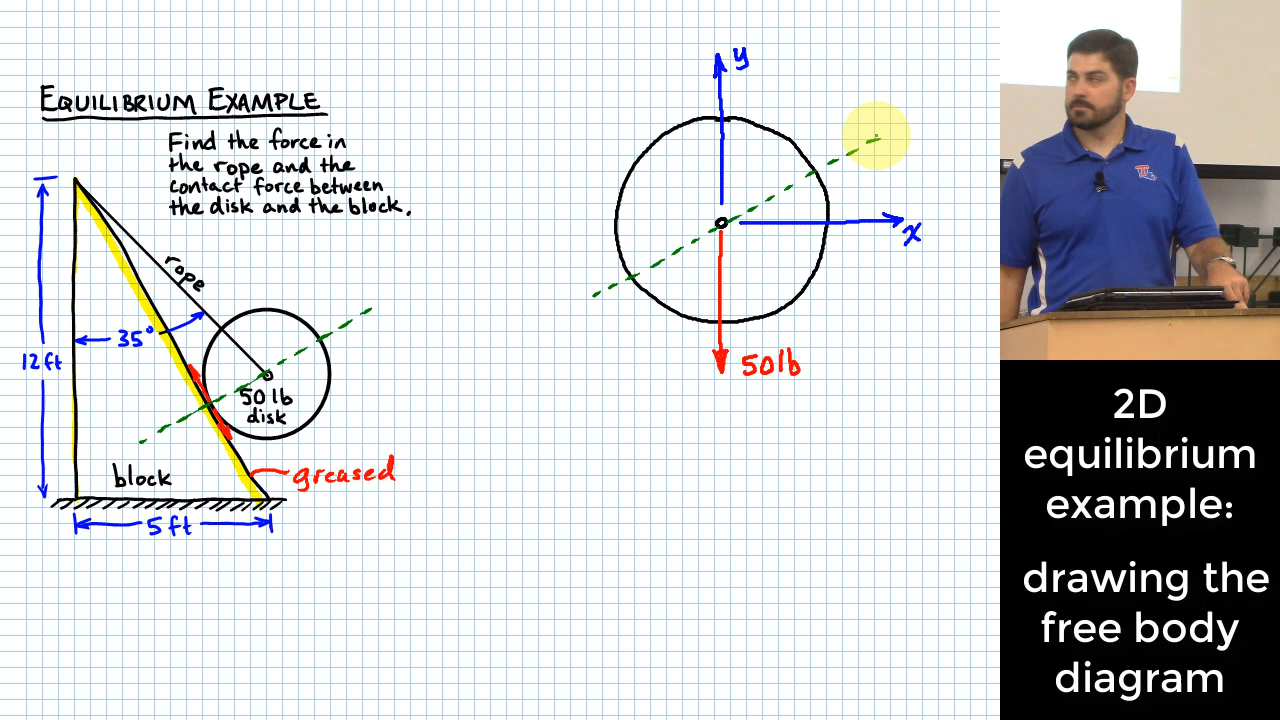 EQUILIBRIUM EXAMPLE
Find the force in
the rope and the
contact force between
the disk and the block.
rope
35°
12 ft
50 lb
disk
block
greased
5 ft
y
x
50 lb
T
2D
equilibrium
example:
drawing the
free body
diagram